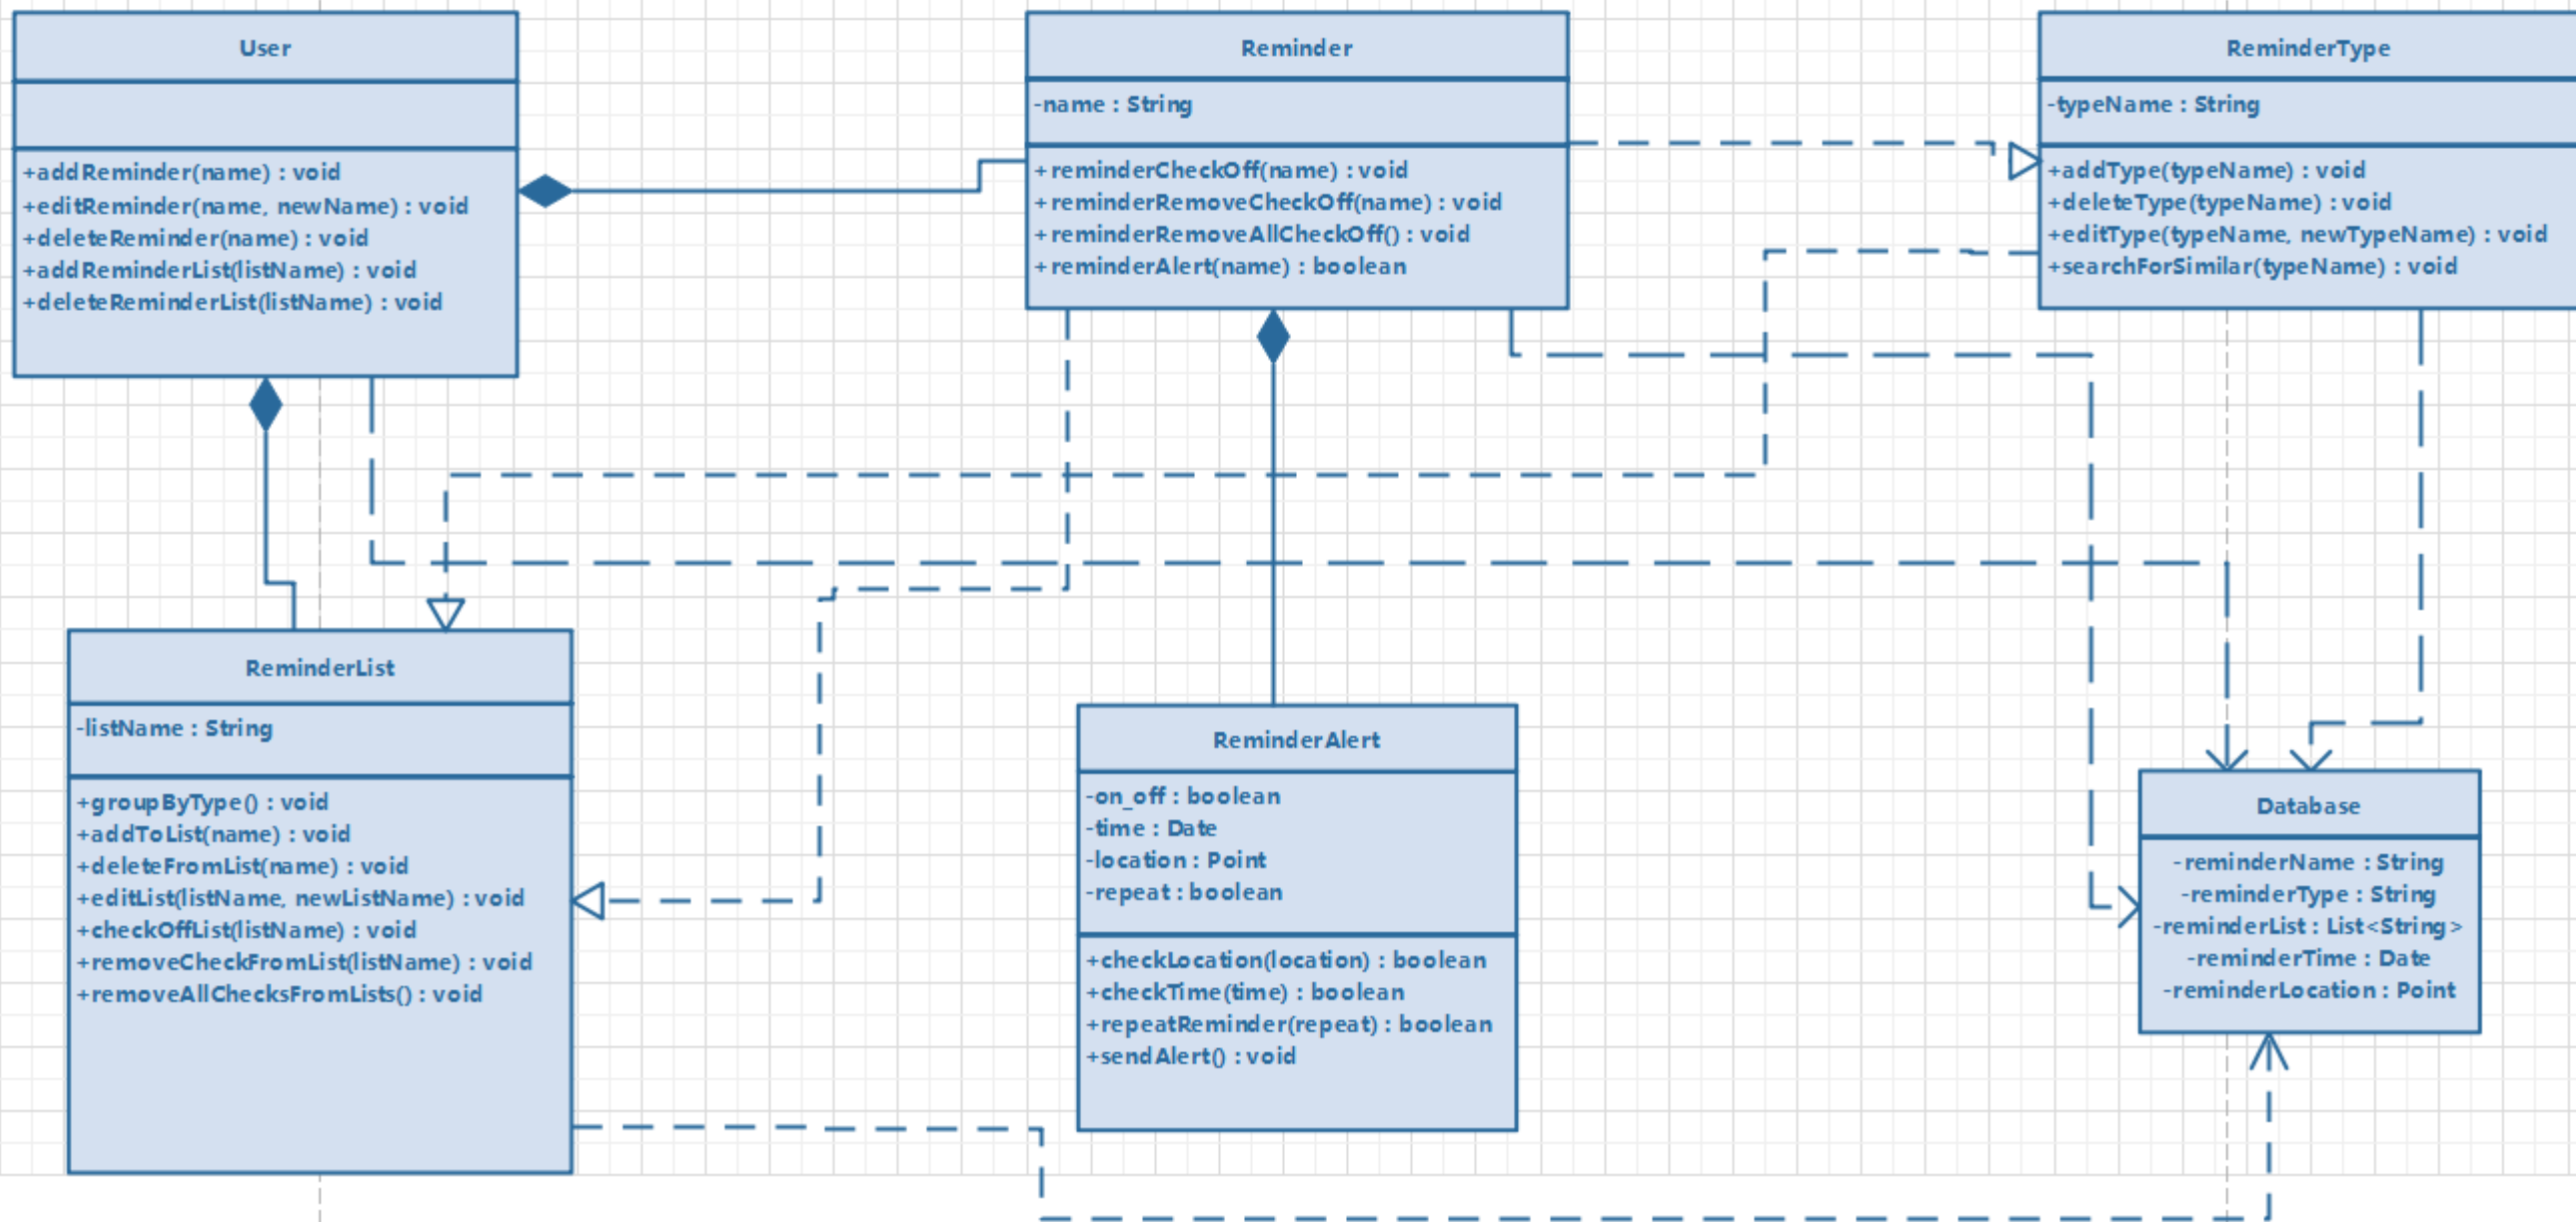 User
+addReminder(name) : void
+editReminder(name, newName) : void
+deleteReminder(name) : void
+addReminderList(listName) : void
+deleteReminderList(listName) : void
Reminder
-name : String
+reminderCheckOff(name) : void
+reminderRemoveCheckOff(name) : void
+reminderRemoveAllCheckOff() : void
+reminderAlert(name) : boolean
ReminderType
-typeName : String
+addType(typeName) : void
+deleteType(typeName) : void
+editType(typeName, newTypeName) : void
+searchForSimilar(typeName) : void
ReminderList
-listName : String
+groupByType() : void
+addToList(name) : void
+deleteFromList(name) : void
+editList(listName, newListName) : void
+checkOffList(listName) : void
+removeCheckFromList(listName) : void
+removeAllChecksFromLists() : void
ReminderAlert
-on_off : boolean
-time : Date
-location : Point
-repeat : boolean
+checkLocation(location) : boolean
+checkTime(time) : boolean
+repeatReminder(repeat) : boolean
+sendAlert() : void
Database
-reminderName : String
-reminderType : String
-reminderList : List<String>
-reminderTime : Date
-reminderLocation : Point